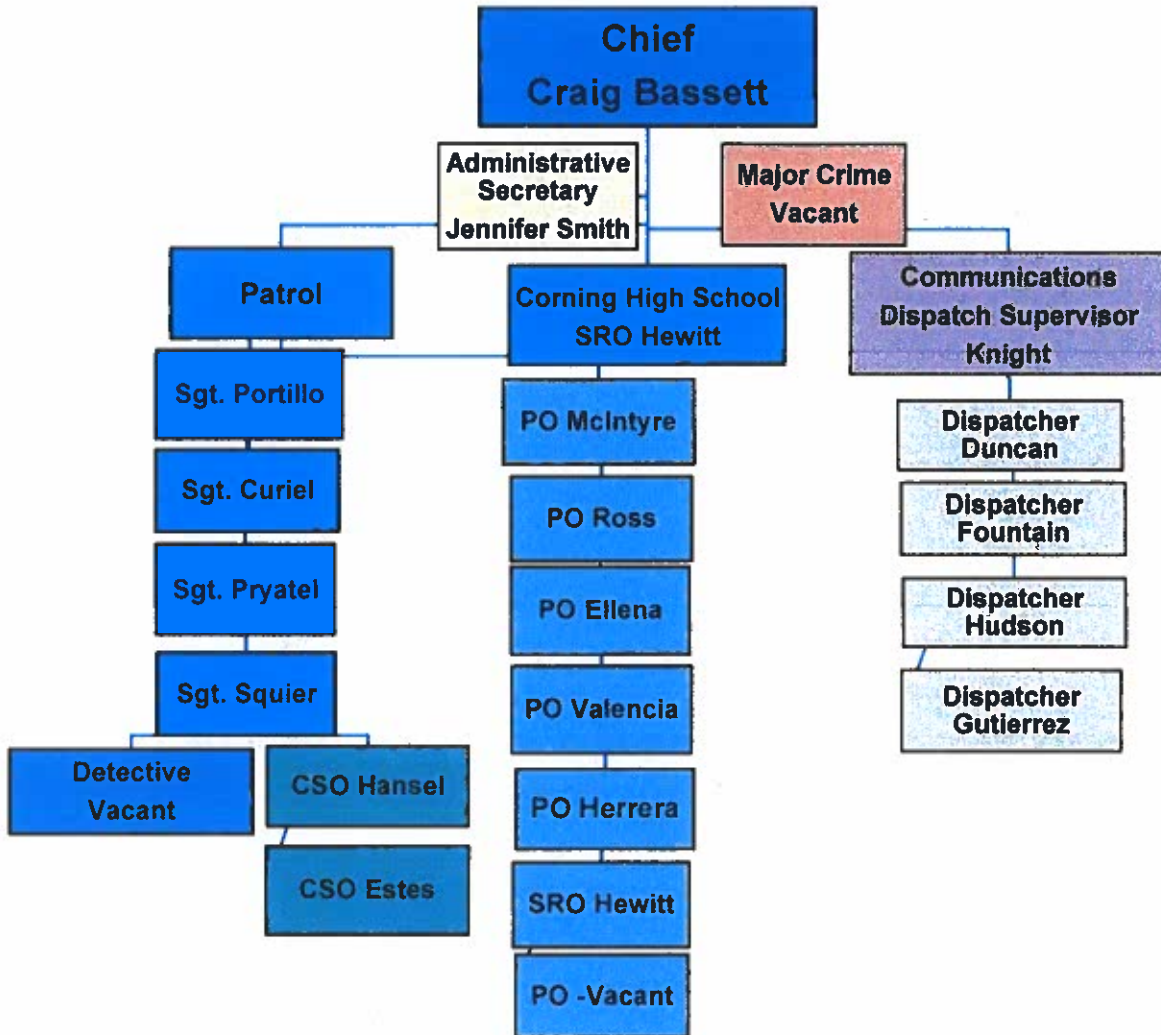 Chief
Craig Bassett
Administrative
Secretary
Jennifer Smith
Major Crime
Vacant
Patrol
Corning High School
SRO Hewitt
Communications
Dispatch Supervisor
Knight
Sgt. Portillo
Sgt. Curiel
Sgt. Pryatel
Sgt. Squier
Detective
Vacant
CSO Hansel
CSO Estes
PO McIntyre
PO Ross
PO Ellena
PO Valencia
PO Herrera
SRO Hewitt
PO -Vacant
Dispatcher
Duncan
Dispatcher
Fountain
Dispatcher
Hudson
Dispatcher
Gutierrez